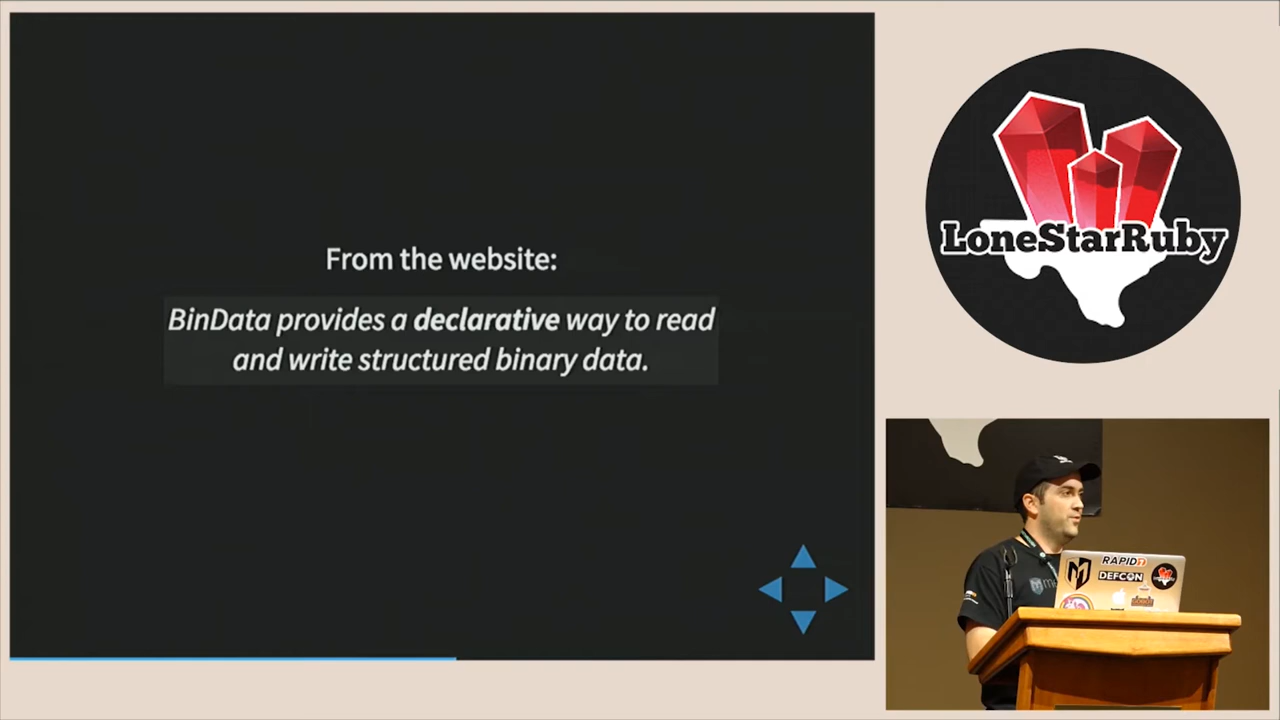 From the website:
BinData provides a declarative way to read
and write structured binary data.
LoneStarRuby
RAPID7
DEFCON